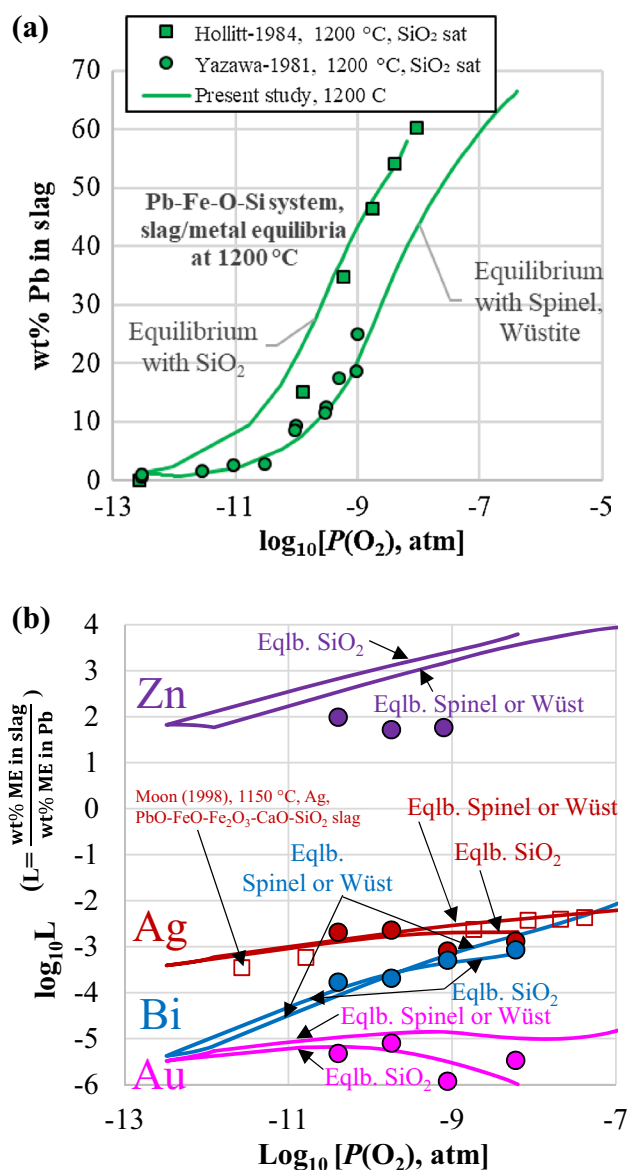 (a)
Hollitt-1984, 1200 °C, SiO₂ sat
Yazawa-1981, 1200 °C, SiO₂ sat
Present study, 1200 C
70
60
50
40
30
20
10
0
wt% Pb in slag
Pb-Fe-O-Si system,
slag/metal equilibria
at 1200 °C
Equilibrium
with SiO₂
Equilibrium
with Spinel,
Wüstite
-13
-11
-9
-7
-5
log₁₀[P(O₂), atm]
(b)
4
3
2
1
0
-1
-2
-3
-4
-5
-6
log₁₀L (L= wt% ME in slag / wt% ME in Pb)
Eqlb. SiO₂
Zn
Eqlb. Spinel or Wüst
Moon (1998), 1150 °C, Ag,
PbO-FeO-Fe₂O₃-CaO-SiO₂ slag
Eqlb. Spinel or Wüst
Eqlb.
Spinel or Wüst
Eqlb. SiO₂
Ag
Bi
Eqlb. SiO₂
Eqlb. Spinel or Wüst
Au
Eqlb. SiO₂
-13
-11
-9
-7
Log₁₀[P(O₂), atm]